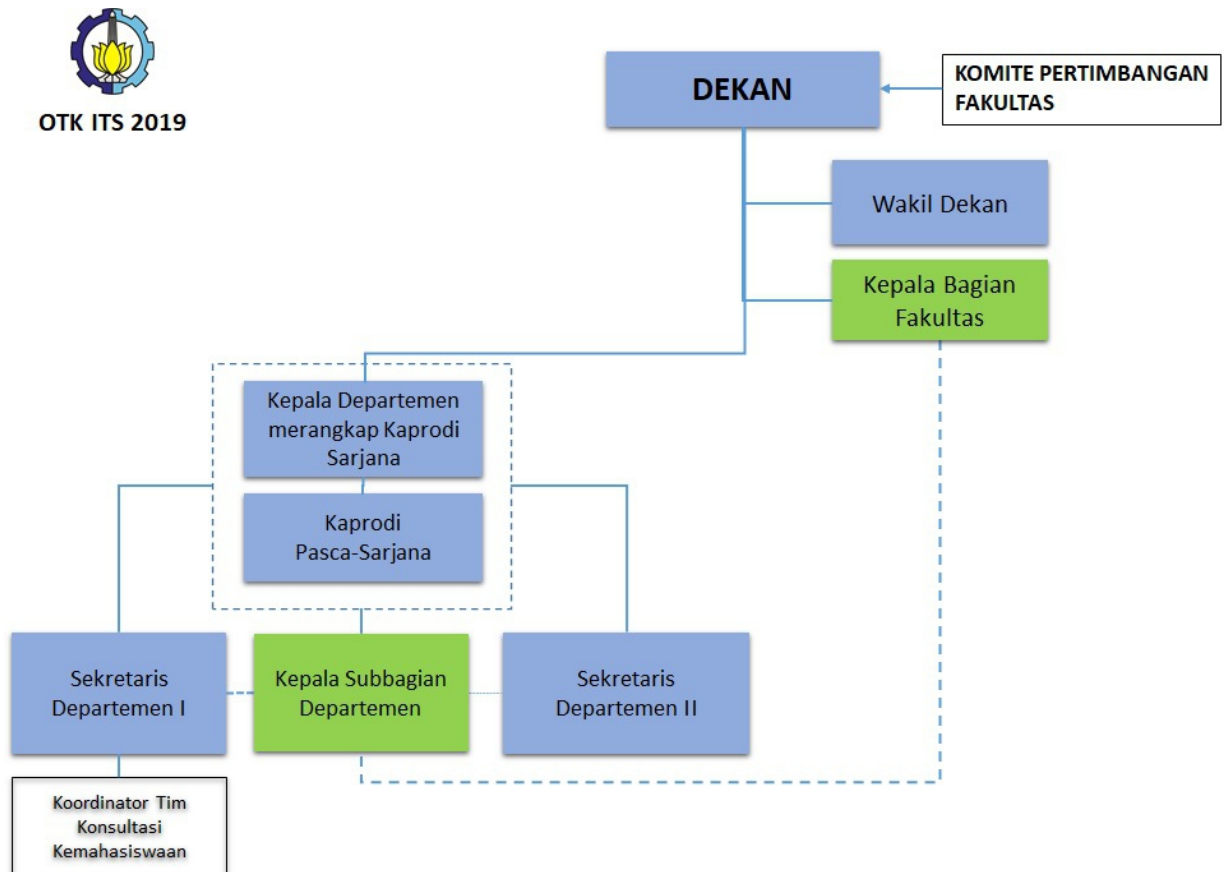 OTK ITS 2019
DEKAN
KOMITE PERTIMBANGAN
FAKULTAS
Wakil Dekan
Kepala Bagian
Fakultas
Kepala Departemen
merangkap Kaprodi
Sarjana
Kaprodi
Pasca-Sarjana
Sekretaris
Departemen I
Kepala Subbagian
Departemen
Sekretaris
Departemen II
Koordinator Tim
Konsultasi
Kemahasiswaan